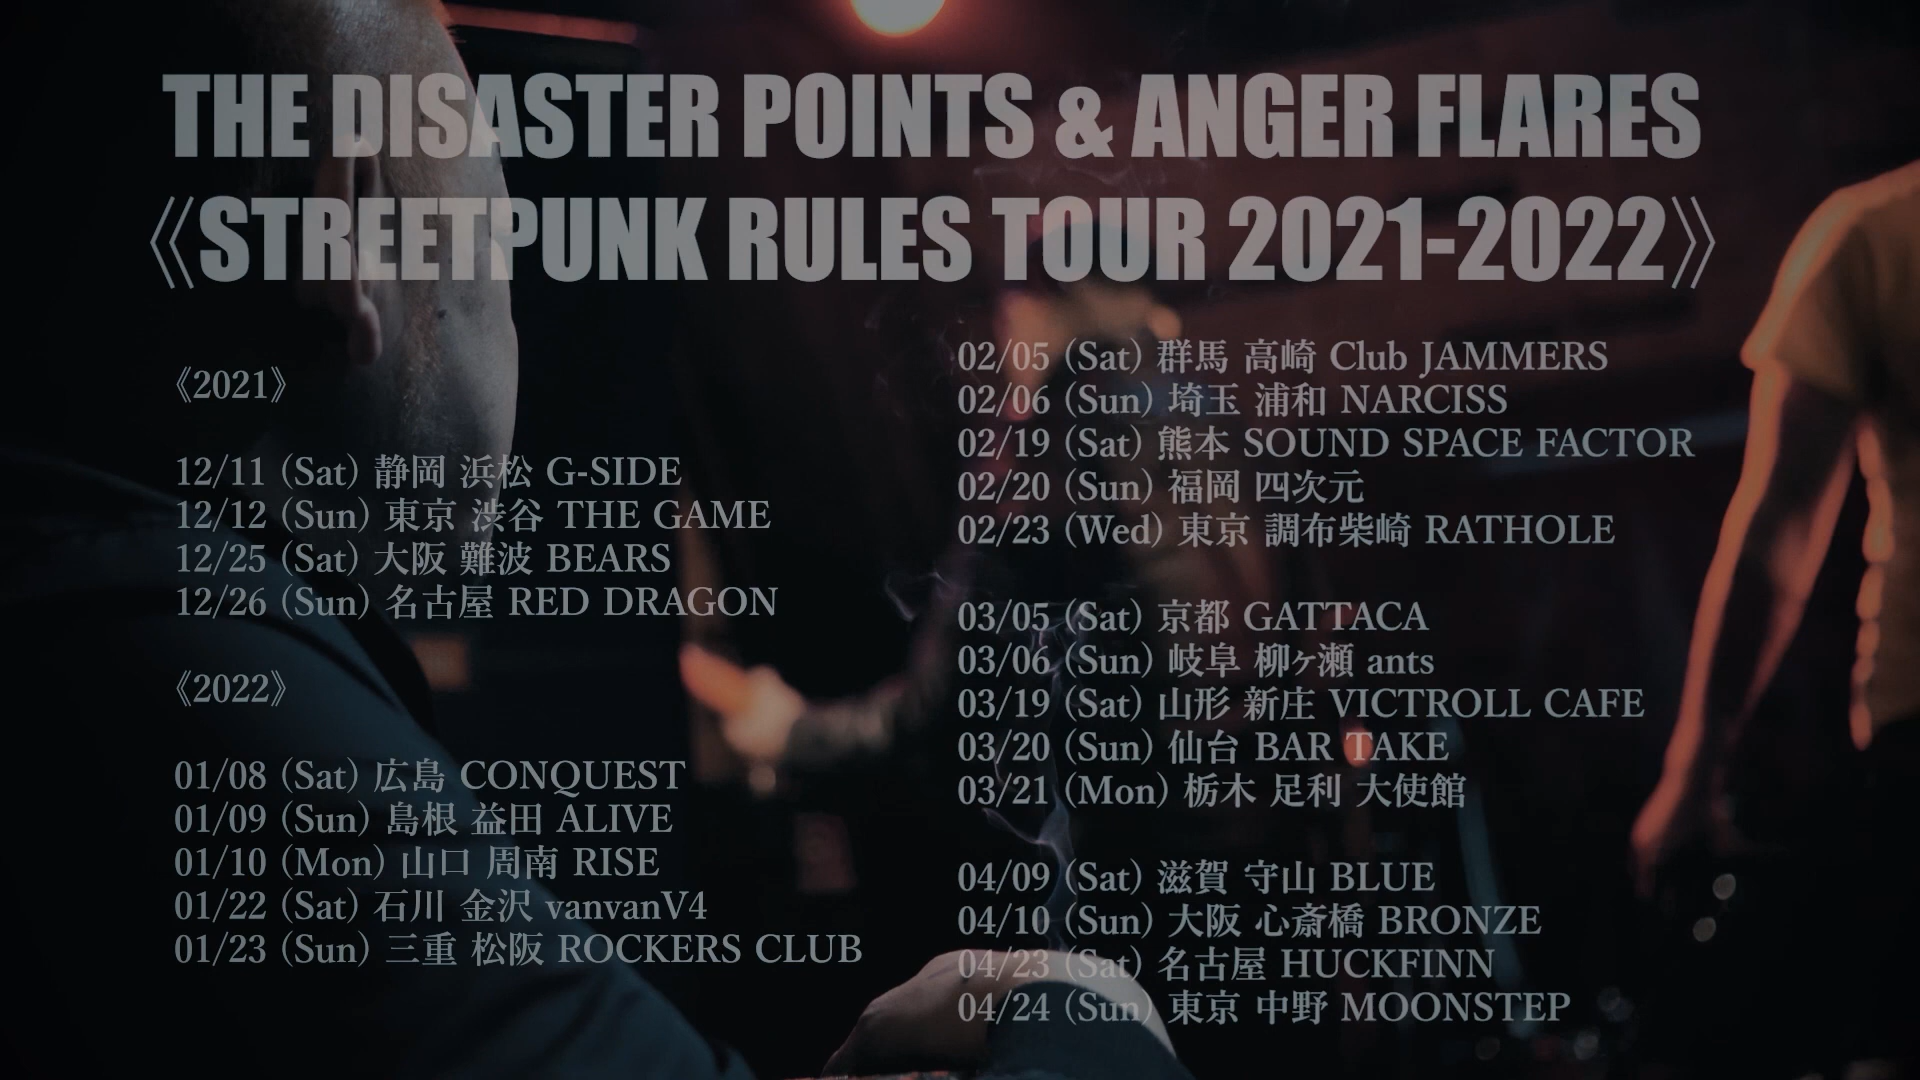 THE DISASTER POINTS & ANGER FLARES
《STREETPUNK RULES TOUR 2021-2022》
《2021》
12/11 (Sat) 静岡 浜松 G-SIDE
12/12 (Sun) 東京 渋谷 THE GAME
12/25 (Sat) 大阪 難波 BEARS
12/26 (Sun) 名古屋 RED DRAGON
《2022》
01/08 (Sat) 広島 CONQUEST
01/09 (Sun) 島根 益田 ALIVE
01/10 (Mon) 山口 周南 RISE
01/22 (Sat) 石川 金沢 vanvanV4
01/23 (Sun) 三重 松阪 ROCKERS CLUB
02/05 (Sat) 群馬 高崎 Club JAMMERS
02/06 (Sun) 埼玉 浦和 NARCISS
02/19 (Sat) 熊本 SOUND SPACE FACTOR
02/20 (Sun) 福岡 四次元
02/23 (Wed) 東京 調布柴崎 RATHOLE
03/05 (Sat) 京都 GATTACA
03/06 (Sun) 岐阜 柳ヶ瀬 ants
03/19 (Sat) 山形 新庄 VICTROLL CAFE
03/20 (Sun) 仙台 BAR TAKE
03/21 (Mon) 栃木 足利 大使館
04/09 (Sat) 滋賀 守山 BLUE
04/10 (Sun) 大阪 心斎橋 BRONZE
04/23 (Sat) 名古屋 HUCKFINN
04/24 (Sun) 東京 中野 MOONSTEP